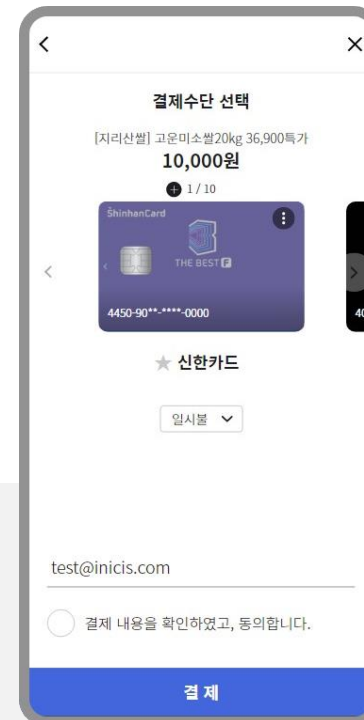 결제수단 선택
[지리산쌀] 고운미소쌀20kg 36,900특가
10,000원
1 / 10
ShinhanCard
THE BEST F
4450-90**-****-0000
40
신한카드
일시불
test@inicis.com
결제 내용을 확인하였고, 동의합니다.
결 제